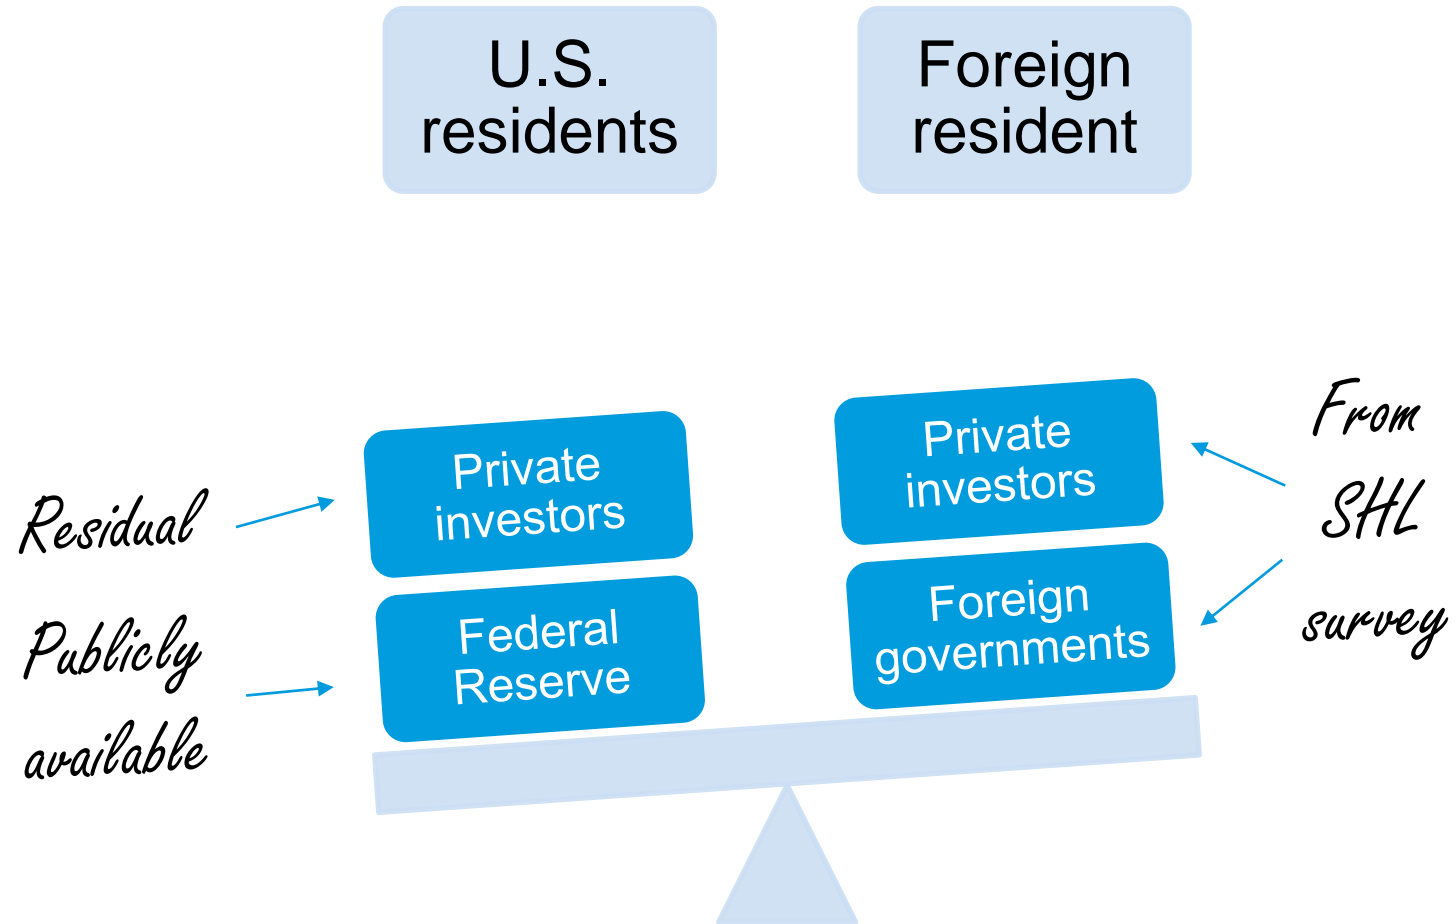 U.S.
residents
Foreign
resident
Residual
Private
investors
Publicly
available
Federal
Reserve
Private
investors
Foreign
governments
From
SHL
survey